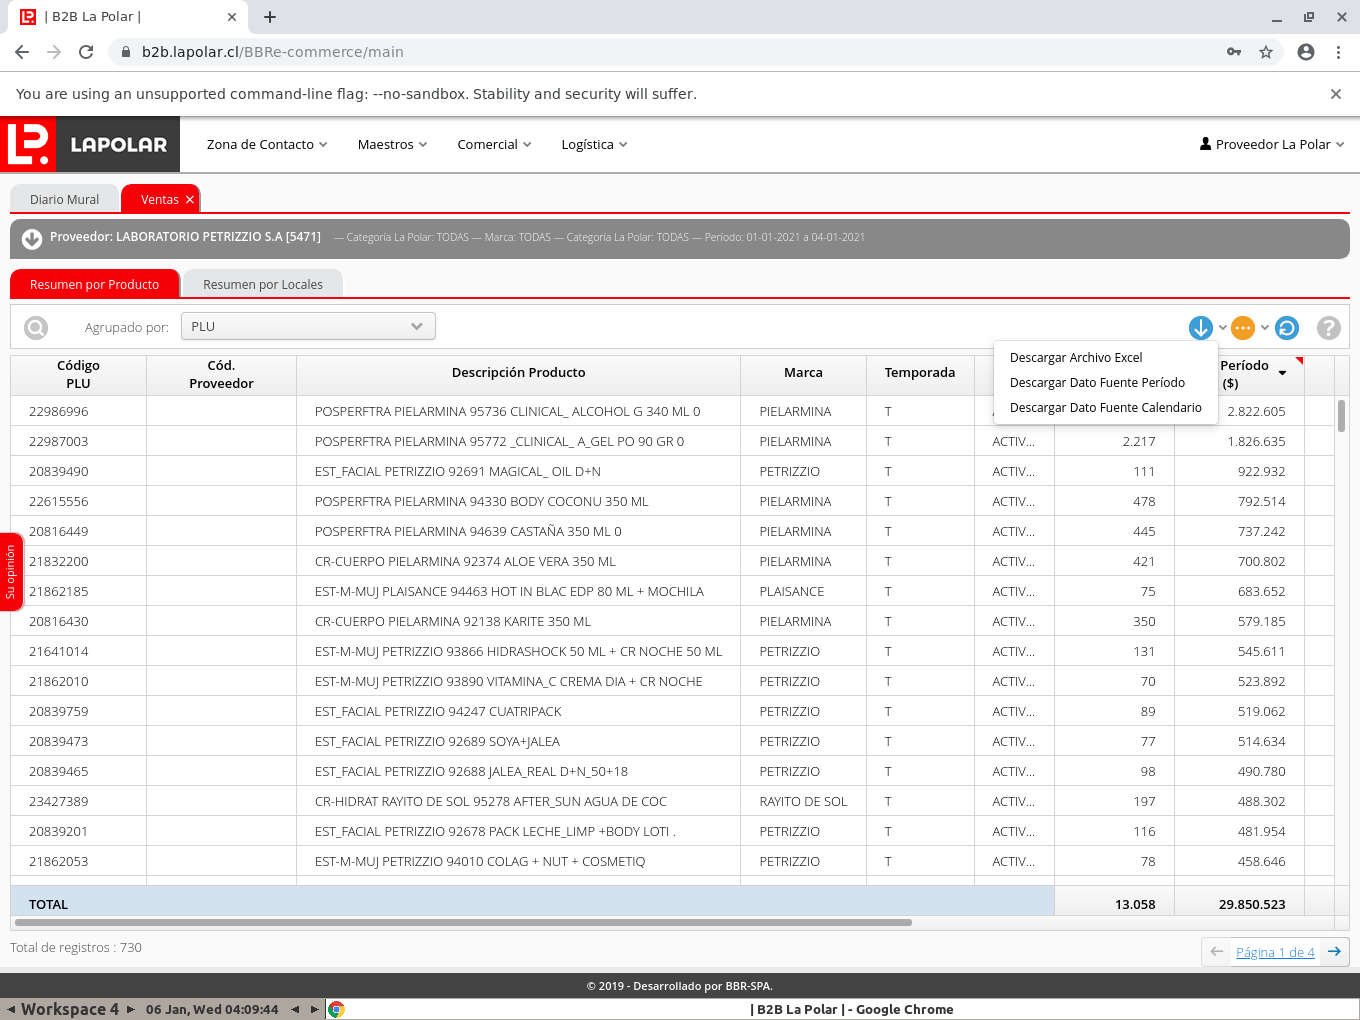 | B2B La Polar |
b2b.lapolar.cl/BBRe-commerce/main
You are using an unsupported command-line flag: --no-sandbox. Stability and security will suffer.
LAPOLAR Zona de Contacto Maestros Comercial Logística Proveedor La Polar
Diario Mural Ventas
Proveedor: LABORATORIO PETRIZZIO S.A [5471] — Categoría La Polar: TODAS — Marca: TODAS — Categoría La Polar: TODAS — Período: 01-01-2021 a 04-01-2021
Resumen por Producto Resumen por Locales
Agrupado por: PLU
Descargar Archivo Excel
Descargar Dato Fuente Período
Descargar Dato Fuente Calendario
Código PLU Cód. Proveedor Descripción Producto Marca Temporada Período ($)
22986996 POSPERFTRA PIELARMINA 95736 CLINICAL_ ALCOHOL G 340 ML 0 PIELARMINA T 2.822.605
22987003 POSPERFTRA PIELARMINA 95772 _CLINICAL_ A_GEL PO 90 GR 0 PIELARMINA T ACTIV... 2.217 1.826.635
20839490 EST_FACIAL PETRIZZIO 92691 MAGICAL_ OIL D+N PETRIZZIO T ACTIV... 111 922.932
22615556 POSPERFTRA PIELARMINA 94330 BODY COCONU 350 ML PIELARMINA T ACTIV... 478 792.514
20816449 POSPERFTRA PIELARMINA 94639 CASTAÑA 350 ML 0 PIELARMINA T ACTIV... 445 737.242
21832200 CR-CUERPO PIELARMINA 92374 ALOE VERA 350 ML PIELARMINA T ACTIV... 421 700.802
21862185 EST-M-MUJ PLAISANCE 94463 HOT IN BLAC EDP 80 ML + MOCHILA PLAISANCE T ACTIV... 75 683.652
20816430 CR-CUERPO PIELARMINA 92138 KARITE 350 ML PIELARMINA T ACTIV... 350 579.185
21641014 EST-M-MUJ PETRIZZIO 93866 HIDRASHOCK 50 ML + CR NOCHE 50 ML PETRIZZIO T ACTIV... 131 545.611
21862010 EST-M-MUJ PETRIZZIO 93890 VITAMINA_C CREMA DIA + CR NOCHE PETRIZZIO T ACTIV... 70 523.892
20839759 EST_FACIAL PETRIZZIO 94247 CUATRIPACK PETRIZZIO T ACTIV... 89 519.062
20839473 EST_FACIAL PETRIZZIO 92689 SOYA+JALEA PETRIZZIO T ACTIV... 77 514.634
20839465 EST_FACIAL PETRIZZIO 92688 JALEA_REAL D+N_50+18 PETRIZZIO T ACTIV... 98 490.780
23427389 CR-HIDRAT RAYITO DE SOL 95278 AFTER_SUN AGUA DE COC RAYITO DE SOL T ACTIV... 197 488.302
20839201 EST_FACIAL PETRIZZIO 92678 PACK LECHE_LIMP +BODY LOTI . PETRIZZIO T ACTIV... 116 481.954
21862053 EST-M-MUJ PETRIZZIO 94010 COLAG + NUT + COSMETIQ PETRIZZIO T ACTIV... 78 458.646
Su opinión
TOTAL 13.058 29.850.523
Total de registros : 730
Página 1 de 4
© 2019 - Desarrollado por BBR-SPA.
Workspace 4 06 Jan, Wed 04:09:44 | B2B La Polar | - Google Chrome